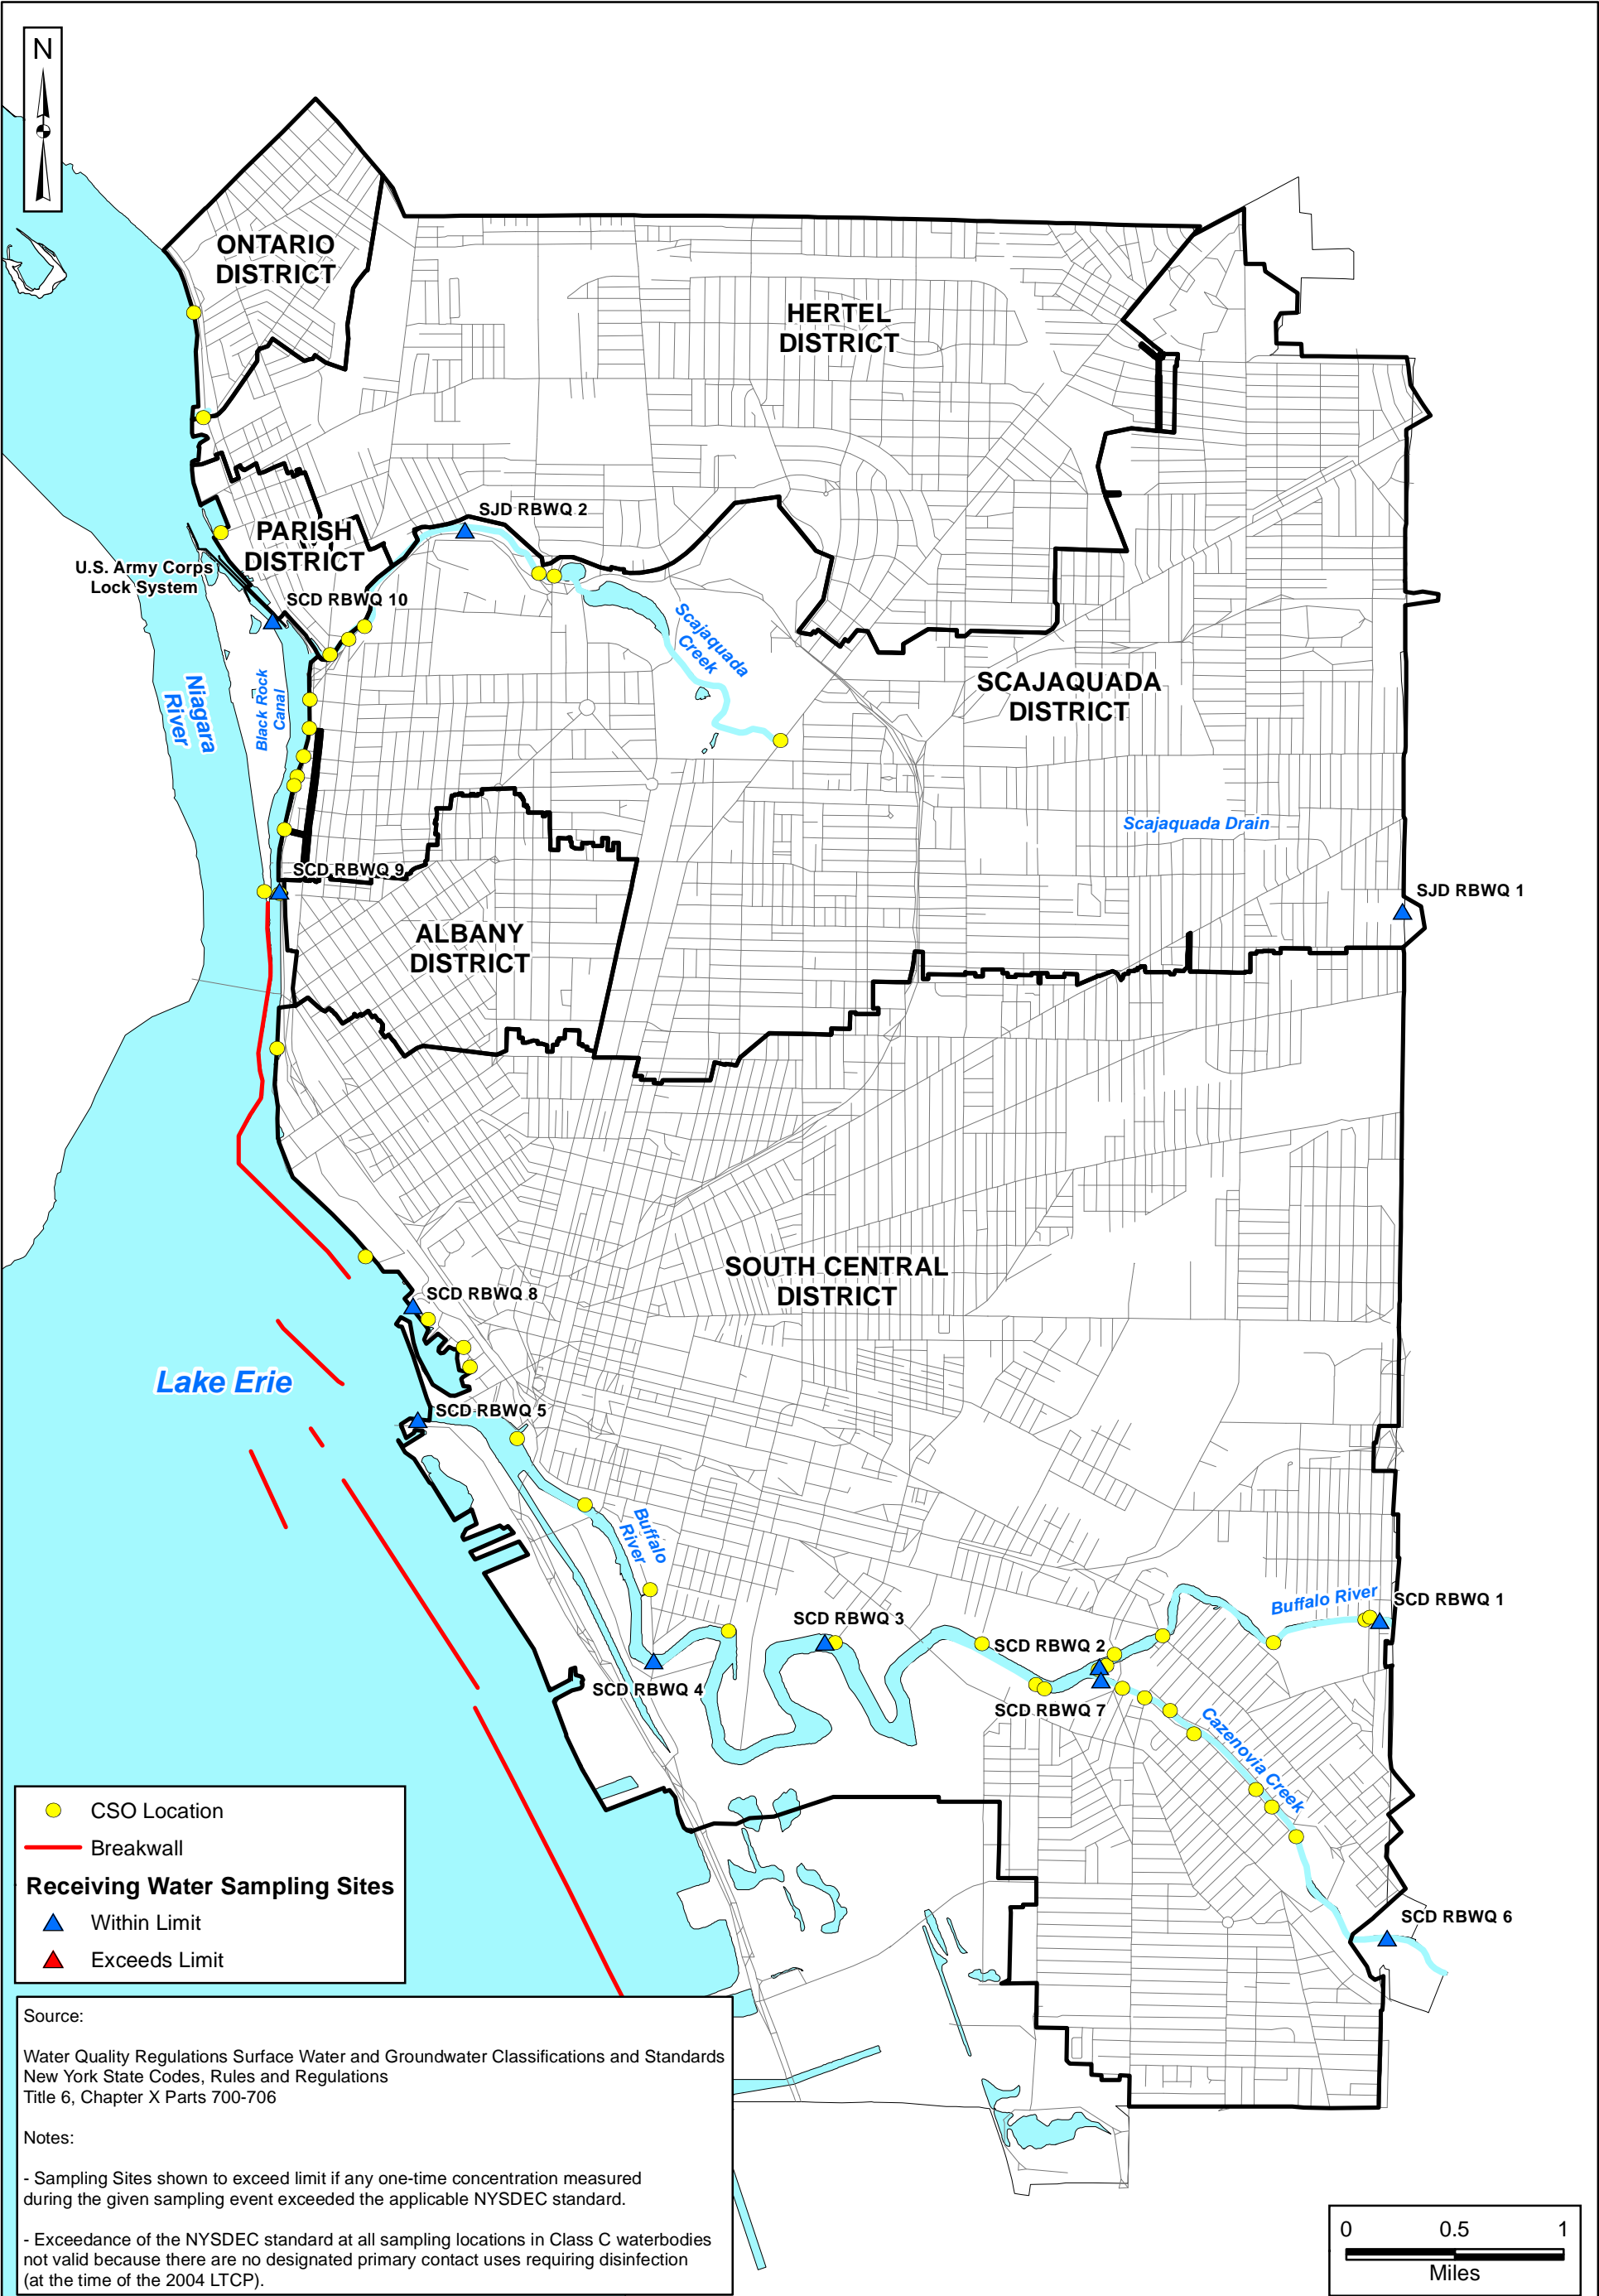 N
ONTARIO
DISTRICT
HERTEL
DISTRICT
SJD RBWQ 2
PARISH
DISTRICT
U.S. Army Corps
Lock System
SCD RBWQ 10
Scajaquada
Creek
Niagara
River
Black Rock
Canal
SCAJAQUADA
DISTRICT
Scajaquada Drain
SCD RBWQ 9
SJD RBWQ 1
ALBANY
DISTRICT
SOUTH CENTRAL
DISTRICT
SCD RBWQ 8
Lake Erie
SCD RBWQ 5
Buffalo
River
Buffalo River
SCD RBWQ 1
SCD RBWQ 3
SCD RBWQ 2
SCD RBWQ 4
SCD RBWQ 7
Cazenovia Creek
SCD RBWQ 6
CSO Location
Breakwall
Receiving Water Sampling Sites
Within Limit
Exceeds Limit
Source:
Water Quality Regulations Surface Water and Groundwater Classifications and Standards
New York State Codes, Rules and Regulations
Title 6, Chapter X Parts 700-706
Notes:
- Sampling Sites shown to exceed limit if any one-time concentration measured
during the given sampling event exceeded the applicable NYSDEC standard.
- Exceedance of the NYSDEC standard at all sampling locations in Class C waterbodies
not valid because there are no designated primary contact uses requiring disinfection
(at the time of the 2004 LTCP).
0 0.5 1
Miles